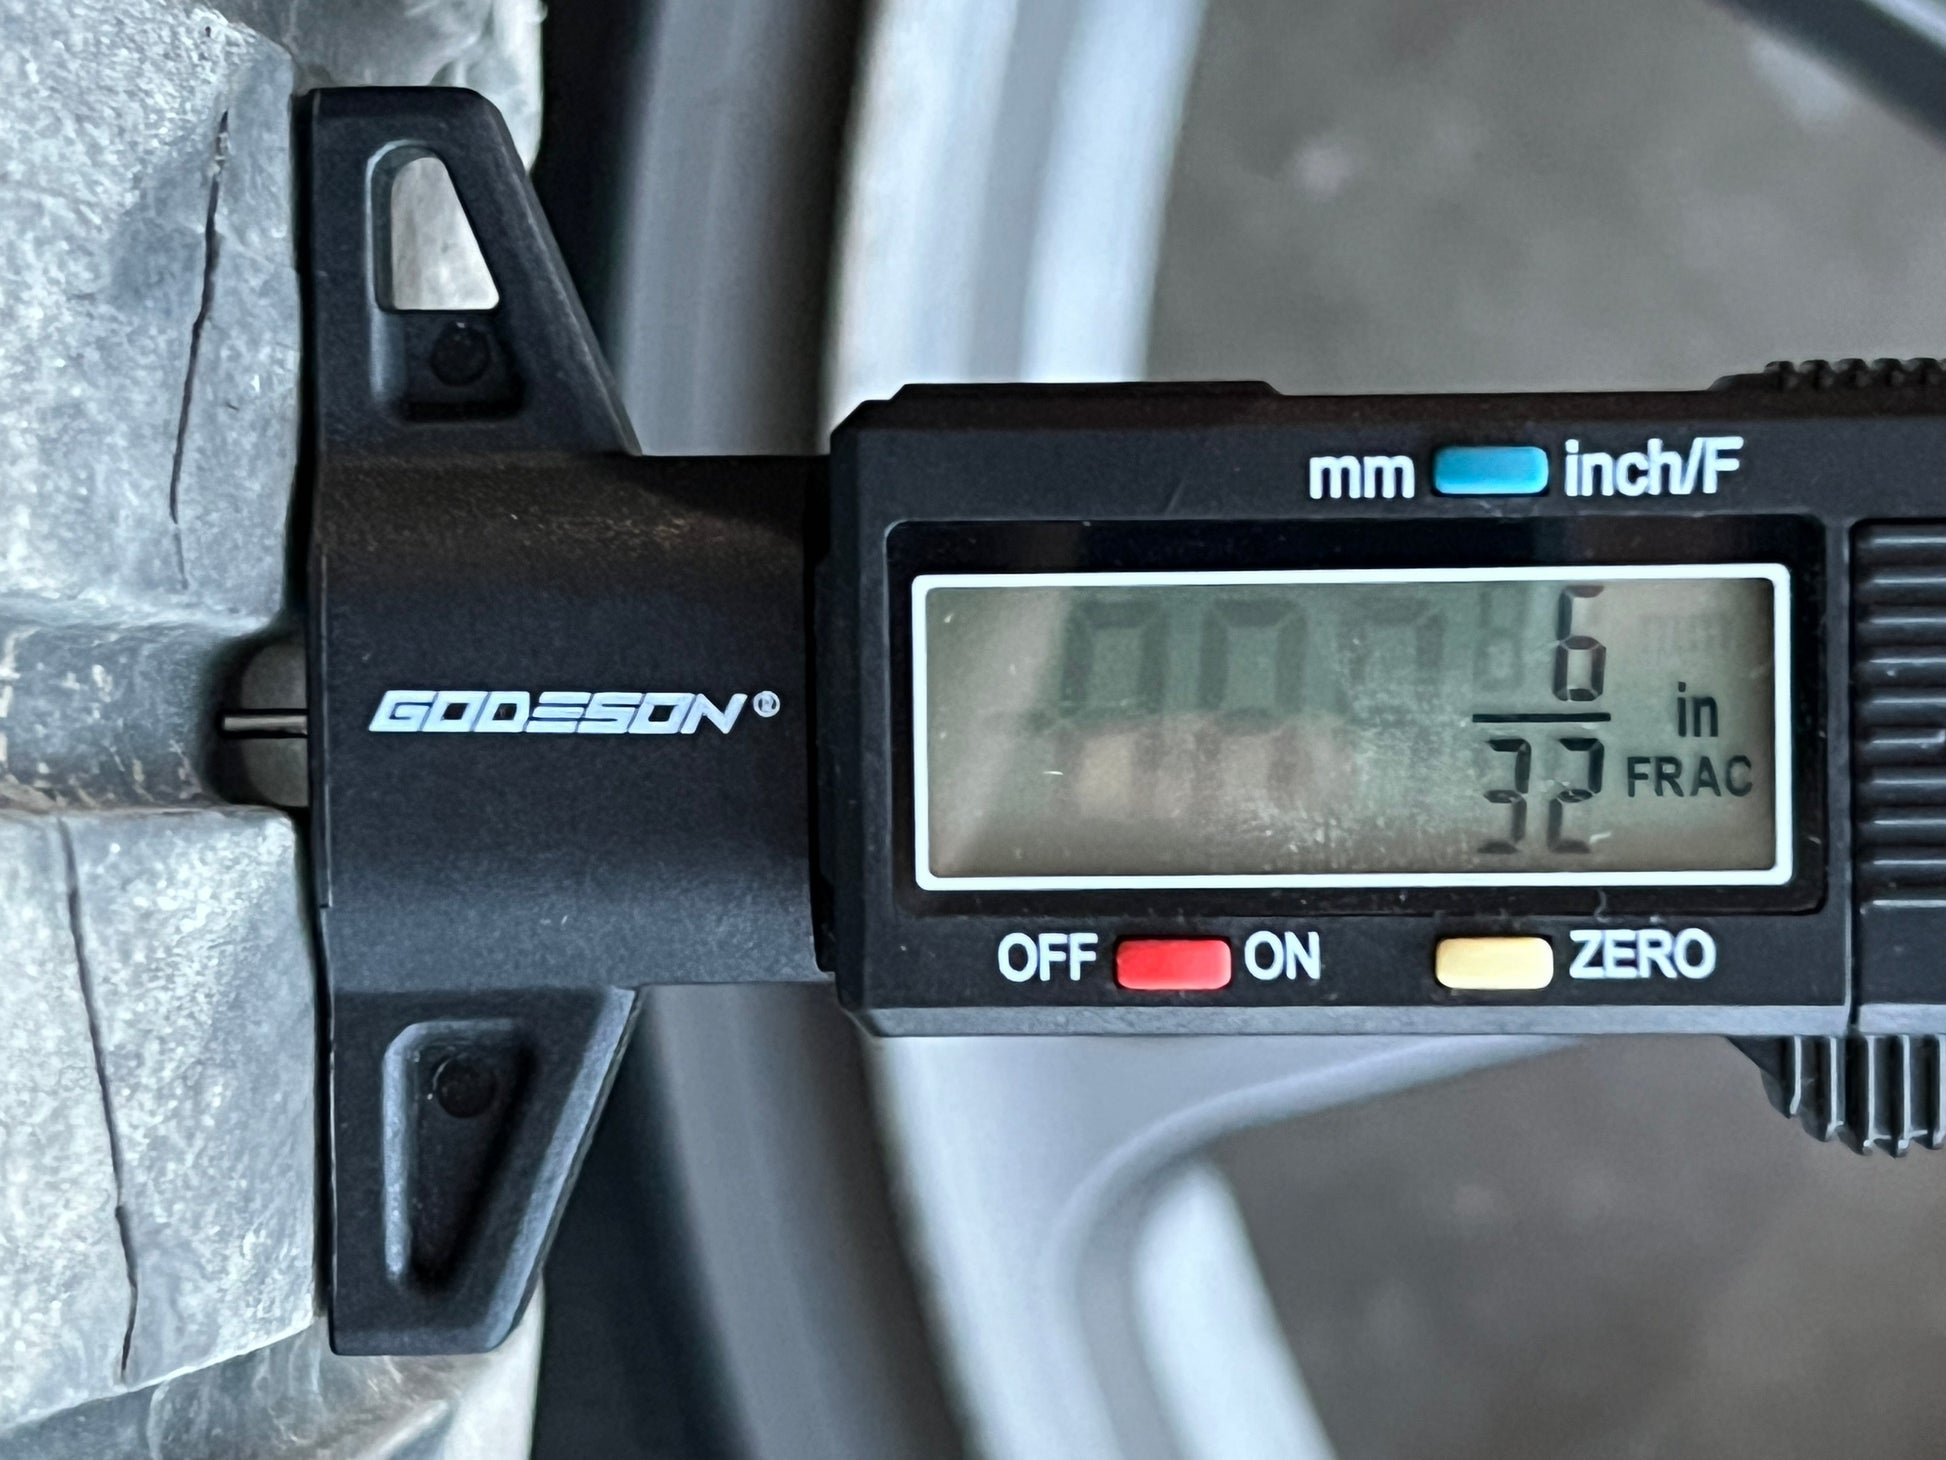 mm inch/F
GODESON®
6
in
32 FRAC
OFF ON ZERO